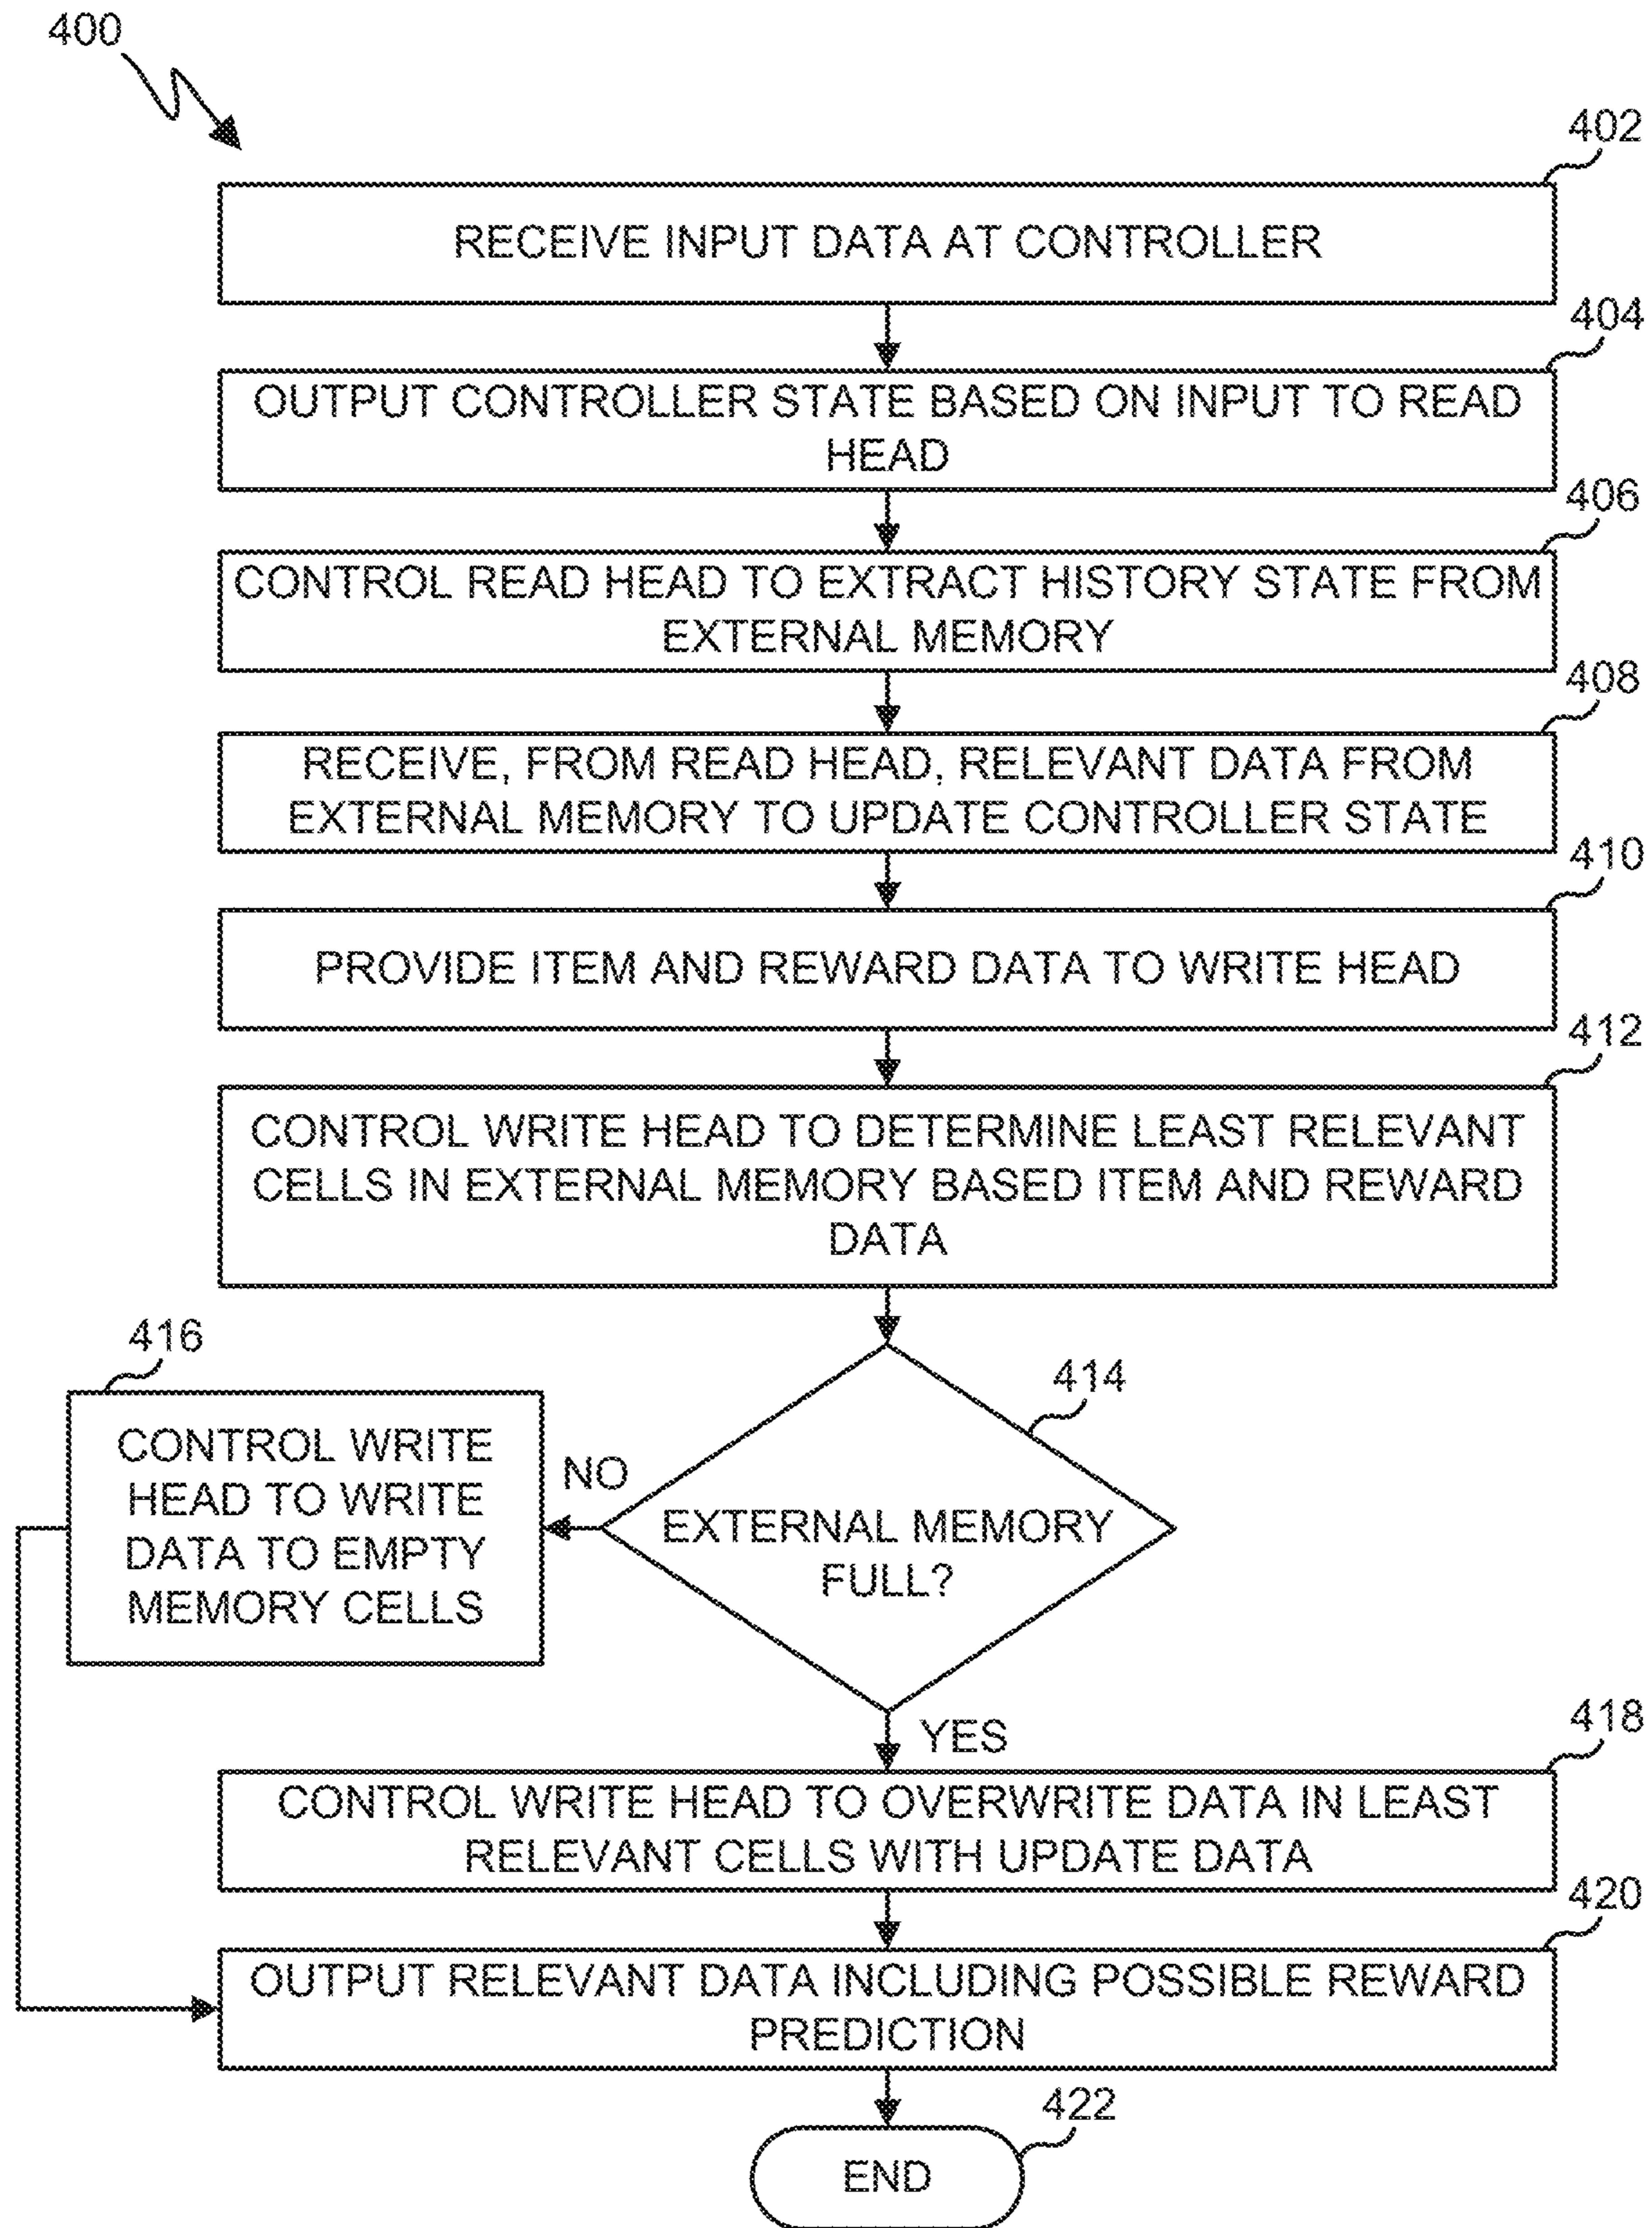 400
402
RECEIVE INPUT DATA AT CONTROLLER
404
OUTPUT CONTROLLER STATE BASED ON INPUT TO READ
HEAD
406
CONTROL READ HEAD TO EXTRACT HISTORY STATE FROM
EXTERNAL MEMORY
408
RECEIVE, FROM READ HEAD, RELEVANT DATA FROM
EXTERNAL MEMORY TO UPDATE CONTROLLER STATE
410
PROVIDE ITEM AND REWARD DATA TO WRITE HEAD
412
CONTROL WRITE HEAD TO DETERMINE LEAST RELEVANT
CELLS IN EXTERNAL MEMORY BASED ITEM AND REWARD
DATA
414
EXTERNAL MEMORY
FULL?
NO
416
CONTROL WRITE
HEAD TO WRITE
DATA TO EMPTY
MEMORY CELLS
YES
418
CONTROL WRITE HEAD TO OVERWRITE DATA IN LEAST
RELEVANT CELLS WITH UPDATE DATA
420
OUTPUT RELEVANT DATA INCLUDING POSSIBLE REWARD
PREDICTION
422
END